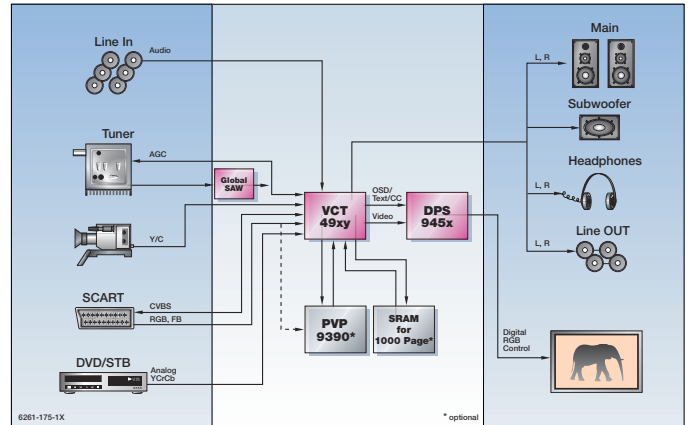 Line In
Audio
Tuner
AGC
Global
SAW
Y/C
SCART
CVBS
RGB, FB
DVD/STB
Analog
YCrCb
6261-175-1X
VCT
49xy
OSD/
Text/CC
Video
DPS
945x
PVP
9390*
SRAM
for
1000 Page*
* optional
Main
L, R
Subwoofer
Headphones
L, R
Line OUT
L, R
Digital
RGB
Control